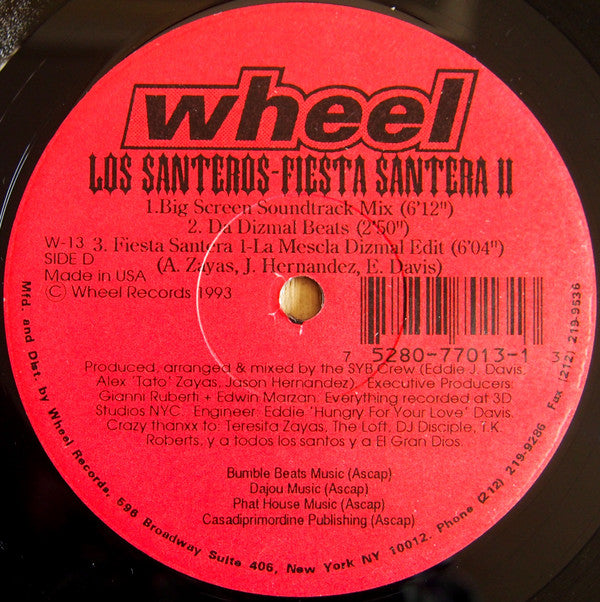 wheel
LOS SANTEROS-FIESTA SANTERA II
1.Big Screen Soundtrack Mix (6'12")
2. Da Dizmal Beats (2'50")
W-13 3. Fiesta Santera 1-La Mescla Dizmal Edit (6'04")
SIDE D (A. Zayas, J. Hernandez, E. Davis)
Made in USA
© Wheel Records 1993
7 5280-77013-1 3
Produced, arranged & mixed by the SYB Crew (Eddie J. Davis,
Alex 'Tato' Zayas, Jason Hernandez). Executive Producers:
Gianni Ruberti + Edwin Marzan. Everything recorded at 3D
Studios NYC. Engineer: Eddie 'Hungry For Your Love' Davis.
Crazy thanxx to: Teresita Zayas, The Loft, DJ Disciple, T.K.
Roberts, y a todos los santos y a El Gran Dios.
Bumble Beats Music (Ascap)
Dajou Music (Ascap)
Phat House Music (Ascap)
Casadiprimordine Publishing (Ascap)
Mfd. and Dist. by Wheel Records, 596 Broadway Suite 406, New York NY 10012. Phone (212) 219-9286 Fax (212) 219-9536